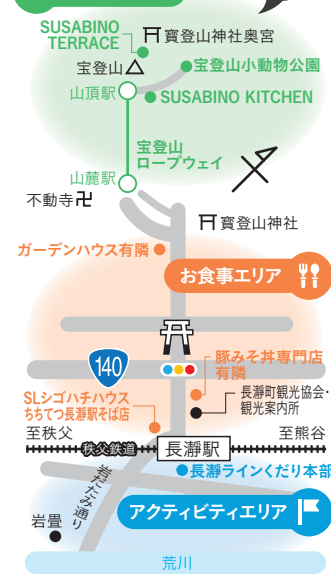 SUSABINO
TERRACE
寳登山神社奥宮
宝登山
宝登山小動物公園
山頂駅
SUSABINO KITCHEN
宝登山
ロープウェイ
山麓駅
不動寺卍
寳登山神社
ガーデンハウス有隣
お食事エリア
140
豚みそ丼専門店
有隣
SLシゴハチハウス
ちちてつ長瀞駅そば店
長瀞町観光協会・
観光案内所
至秩父
至熊谷
秩父鉄道
長瀞駅
長瀞ラインくだり本部
岩だたみ通り
アクティビティエリア
岩畳
荒川